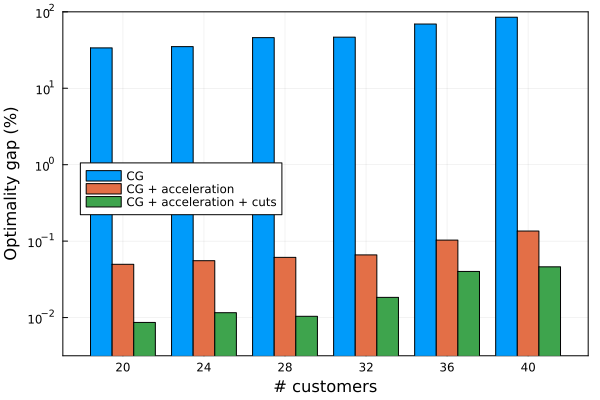 Optimality gap (%)
10²
10¹
10⁰
10⁻¹
10⁻²
CG
CG + acceleration
CG + acceleration + cuts
20 24 28 32 36 40
# customers